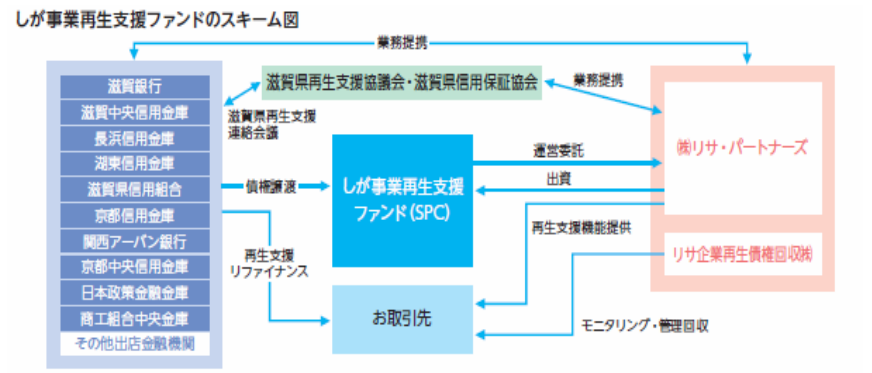 しが事業再生支援ファンドのスキーム図
業務提携
滋賀銀行
滋賀中央信用金庫
長浜信用金庫
湖東信用金庫
滋賀県信用組合
京都信用金庫
関西アーバン銀行
京都中央信用金庫
日本政策金融金庫
商工組合中央金庫
その他出店金融機関
滋賀県再生支援協議会・滋賀県信用保証協会
滋賀県再生支援
連絡会議
業務提携
債権譲渡
しが事業再生支援
ファンド(SPC)
運営委託
出資
㈱リサ・パートナーズ
再生支援機能提供
再生支援
リファイナンス
リサ企業再生債権回収㈱
お取引先
モニタリング・管理回収